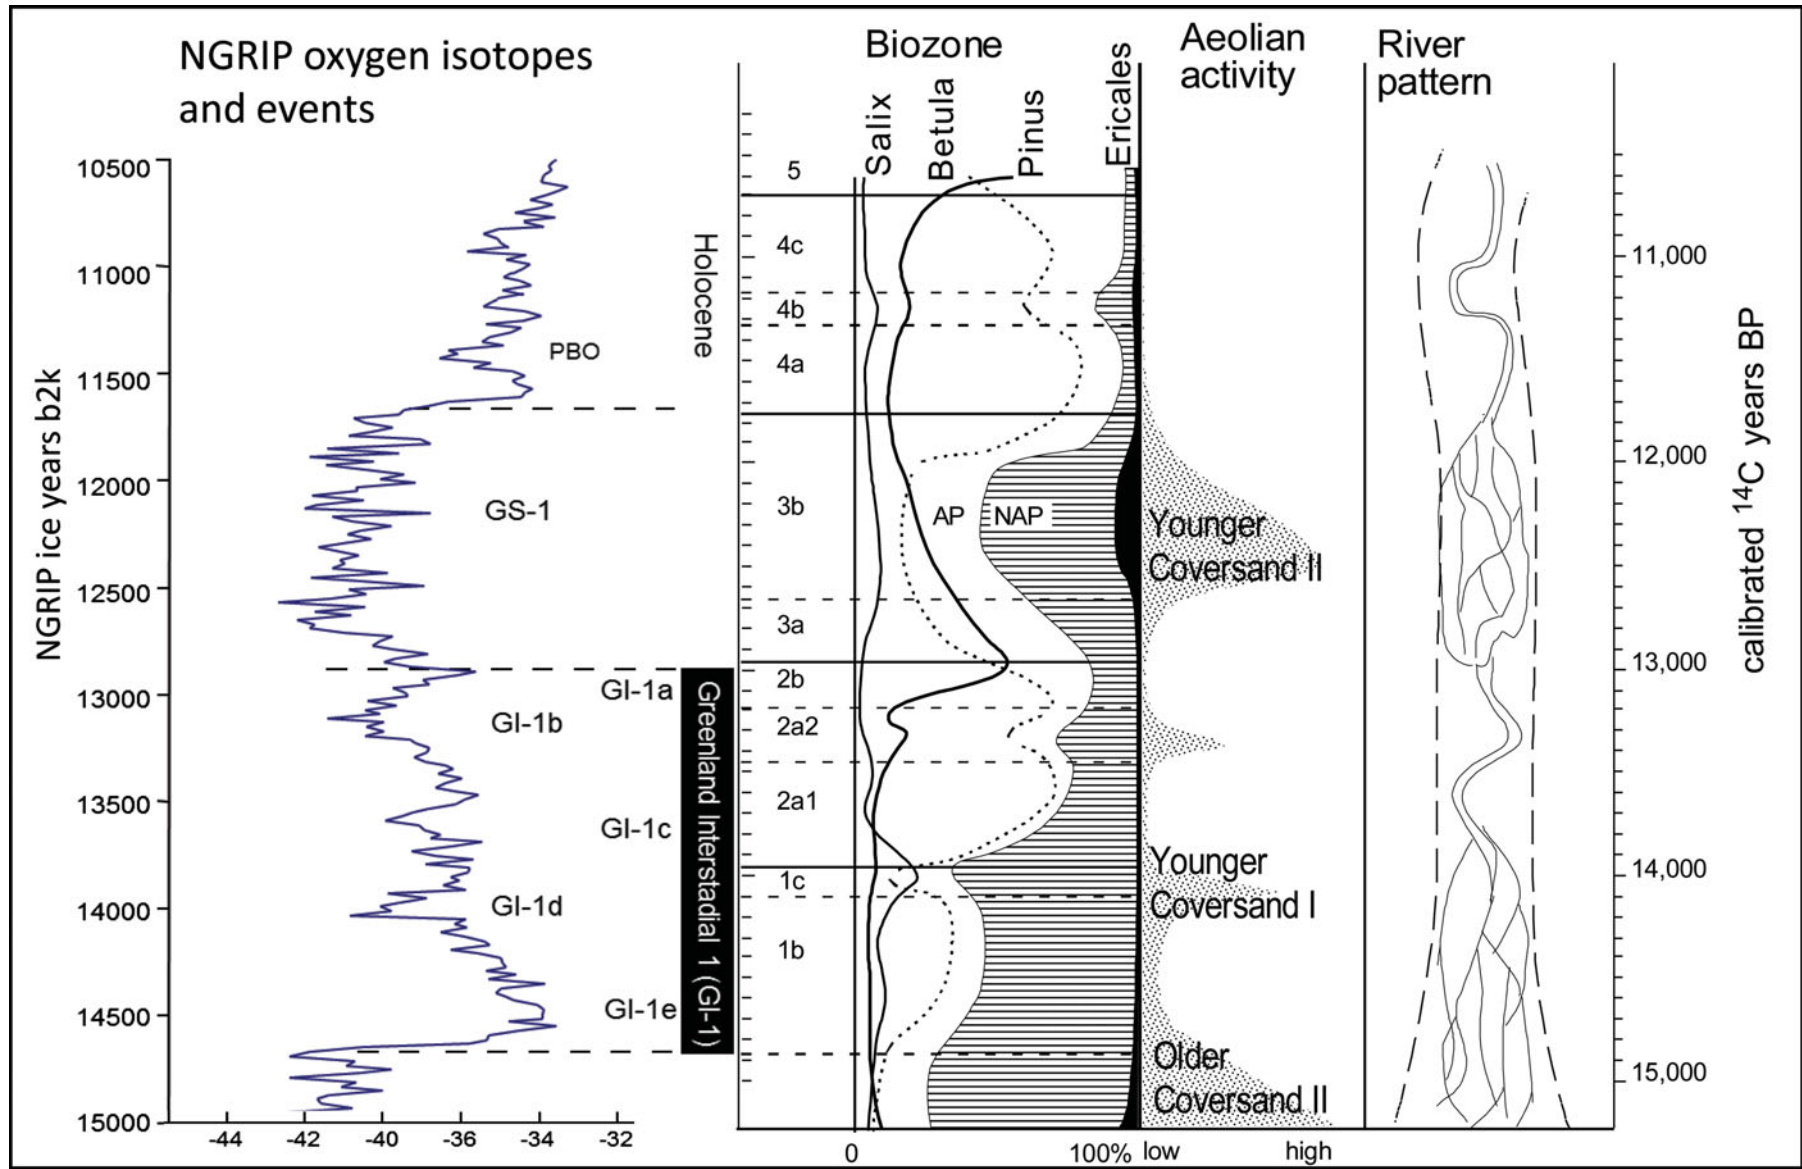 NGRIP oxygen isotopes
and events
NGRIP ice years b2k
10500
11000
11500
12000
12500
13000
13500
14000
14500
15000
-44
-42
-40
-36
-34
-32
PBO
GS-1
GI-1a
GI-1b
GI-1c
GI-1d
GI-1e
Holocene
Greenland Interstadial 1 (GI-1)
Biozone
Salix
Betula
Pinus
Ericales
5
4c
4b
4a
3b
3a
2b
2a2
2a1
1c
1b
AP
NAP
0
100%
Aeolian
activity
Younger
Coversand II
Younger
Coversand I
Older
Coversand II
low
high
River
pattern
11,000
12,000
13,000
14,000
15,000
calibrated ¹⁴C years BP